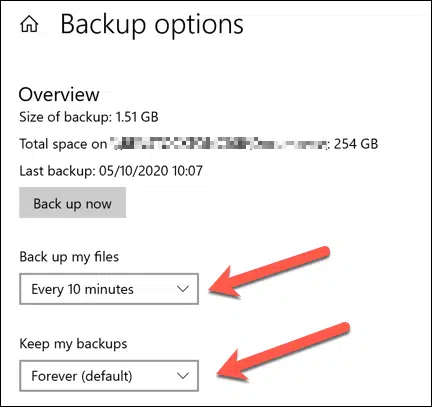 Backup options
Overview
Size of backup: 1.51 GB
Total space on : 254 GB
Last backup: 05/10/2020 10:07
Back up now
Back up my files
Every 10 minutes
Keep my backups
Forever (default)